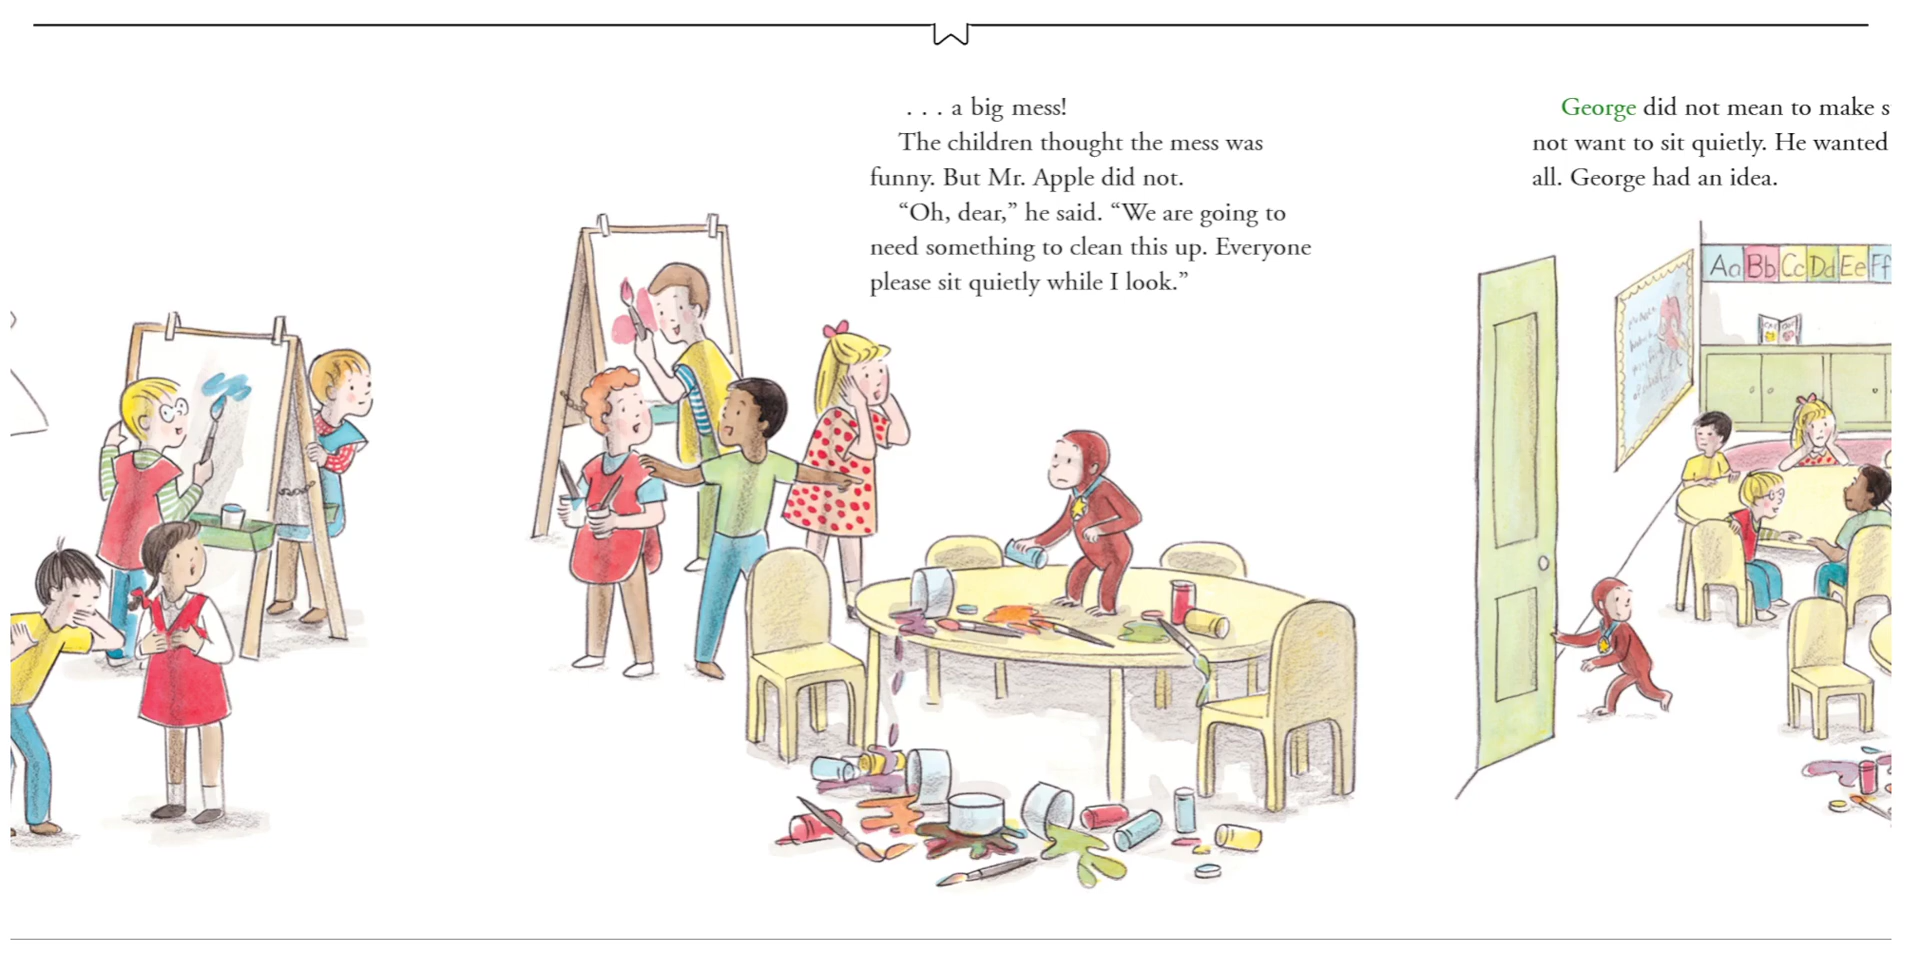 . . . a big mess!
The children thought the mess was
funny. But Mr. Apple did not.
“Oh, dear,” he said. “We are going to
need something to clean this up. Everyone
please sit quietly while I look.”
George did not mean to make s
not want to sit quietly. He wanted
all. George had an idea.
Aa Bb Cc Dd Ee Ff